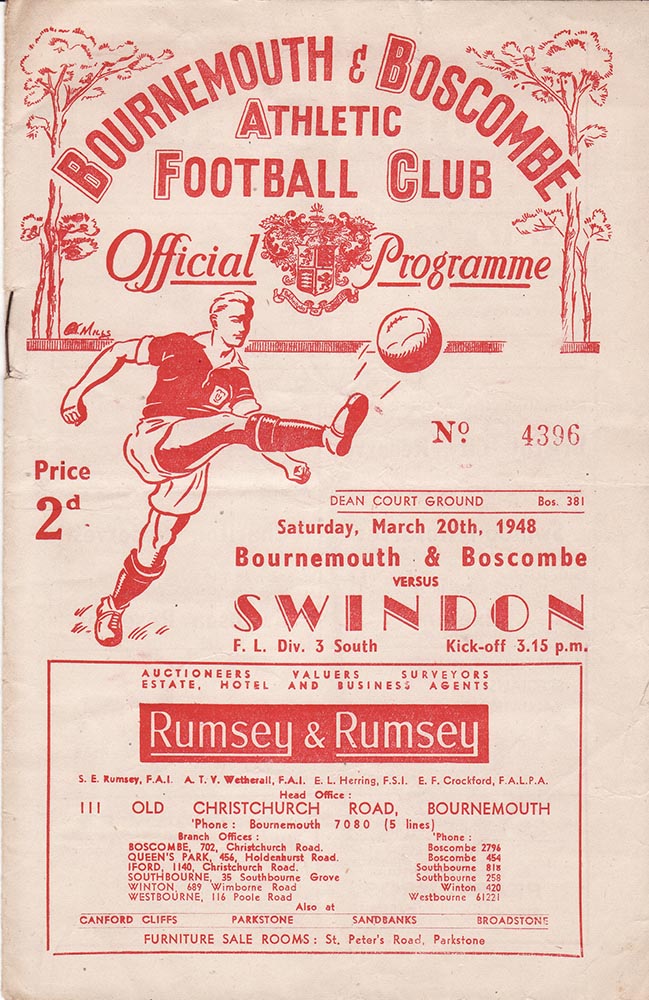 BOURNEMOUTH & BOSCOMBE
ATHLETIC
FOOTBALL CLUB
Official Programme
MILLS
No. 4396
Price
2d
DEAN COURT GROUND Bos. 381
Saturday, March 20th, 1948
Bournemouth & Boscombe
VERSUS
SWINDON
F. L. Div. 3 South Kick-off 3.15 p.m.
AUCTIONEERS VALUERS SURVEYORS
ESTATE, HOTEL AND BUSINESS AGENTS
Rumsey & Rumsey
S. E. Rumsey, F.A.I. A. T. V. Wetherall, F.A.I. E. L. Herring, F.S.I. E. F. Crockford, F.A.L.P.A.
Head Office :
111 OLD CHRISTCHURCH ROAD, BOURNEMOUTH
'Phone : Bournemouth 7080 (5 lines)
Branch Offices : 'Phone :
BOSCOMBE, 702, Christchurch Road. Boscombe 2796
QUEEN'S PARK, 456, Holdenhurst Road. Boscombe 454
IFORD, 1140, Christchurch Road. Southbourne 818
SOUTHBOURNE, 35 Southbourne Grove Southbourne 258
WINTON, 689 Wimborne Road Winton 420
WESTBOURNE, 116 Poole Road Westbourne 61221
Also at
CANFORD CLIFFS PARKSTONE SANDBANKS BROADSTONE
FURNITURE SALE ROOMS : St. Peter's Road, Parkstone